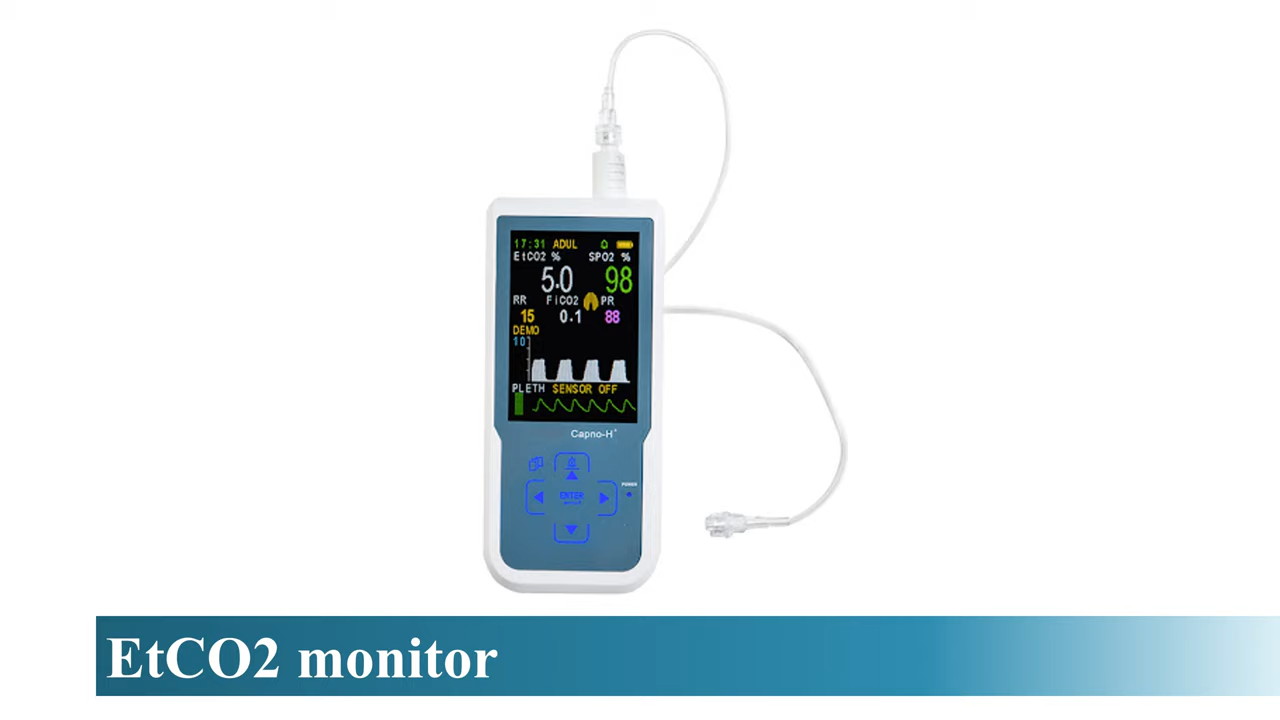 17:31 ADUL
EtCO2 % SPO2 %
5.0 98
RR FiCO2 PR
15 0.1 88
DEMO
10
PLETH SENSOR OFF
Capno-H+
POWER
ENTER
EtCO2 monitor